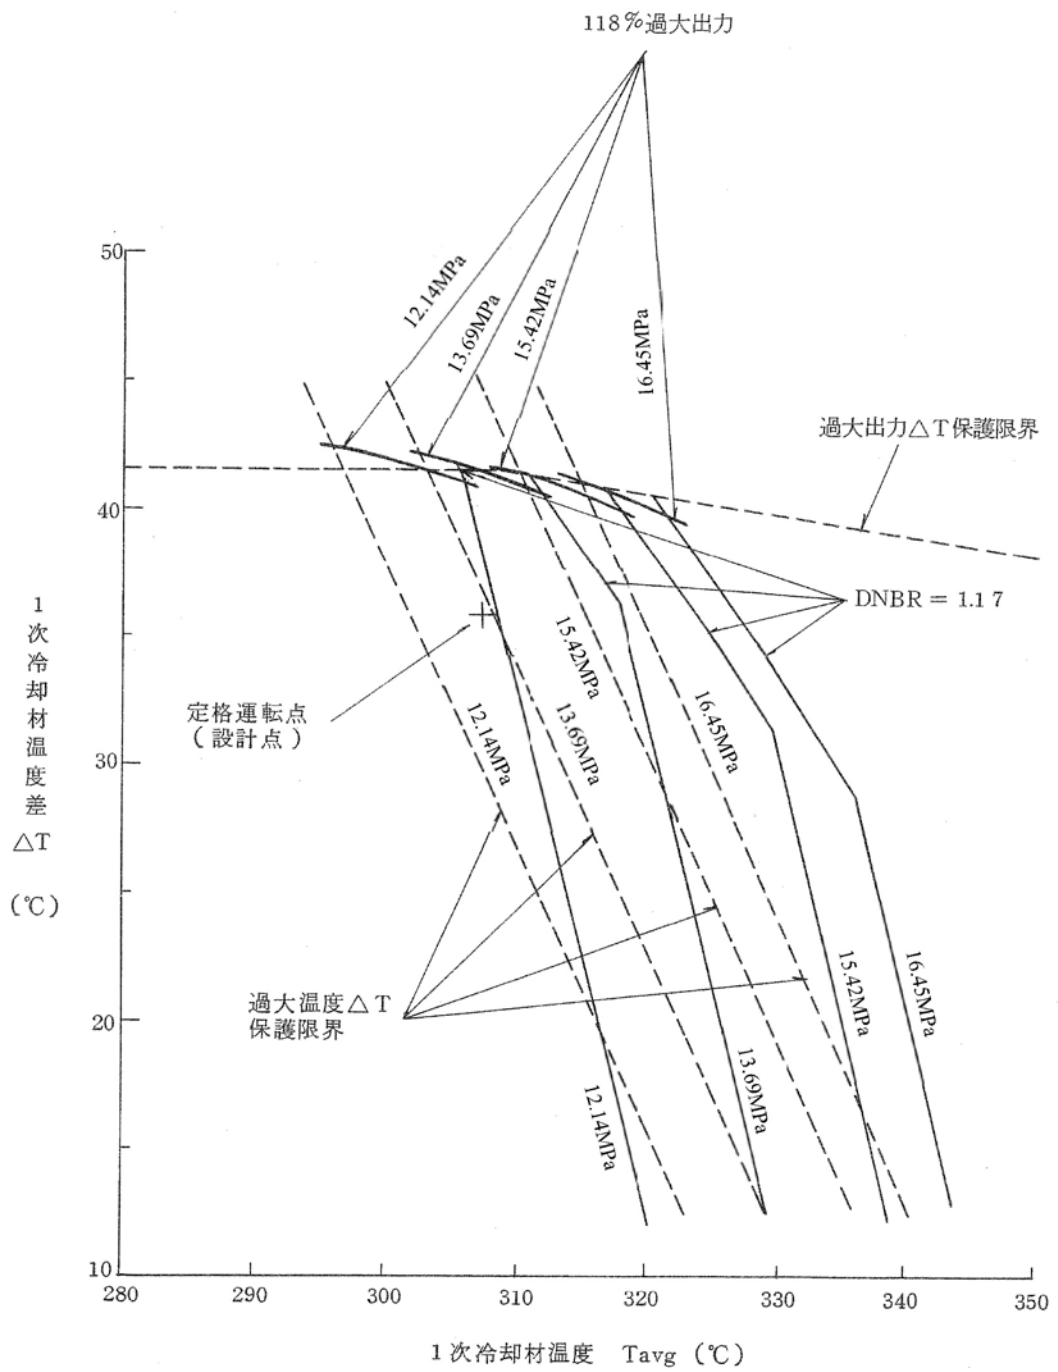 118%過大出力
50
12.14MPa
13.69MPa
15.42MPa
16.45MPa
過大出力△T保護限界
40
DNBR = 1.17
1次冷却材温度差
△T
(℃)
15.42MPa
定格運転点
(設計点)
12.14MPa
13.69MPa
16.45MPa
30
15.42MPa
16.45MPa
過大温度△T
保護限界
20
12.14MPa
13.69MPa
10
280
290
300
310
320
330
340
350
1次冷却材温度 Tavg (℃)